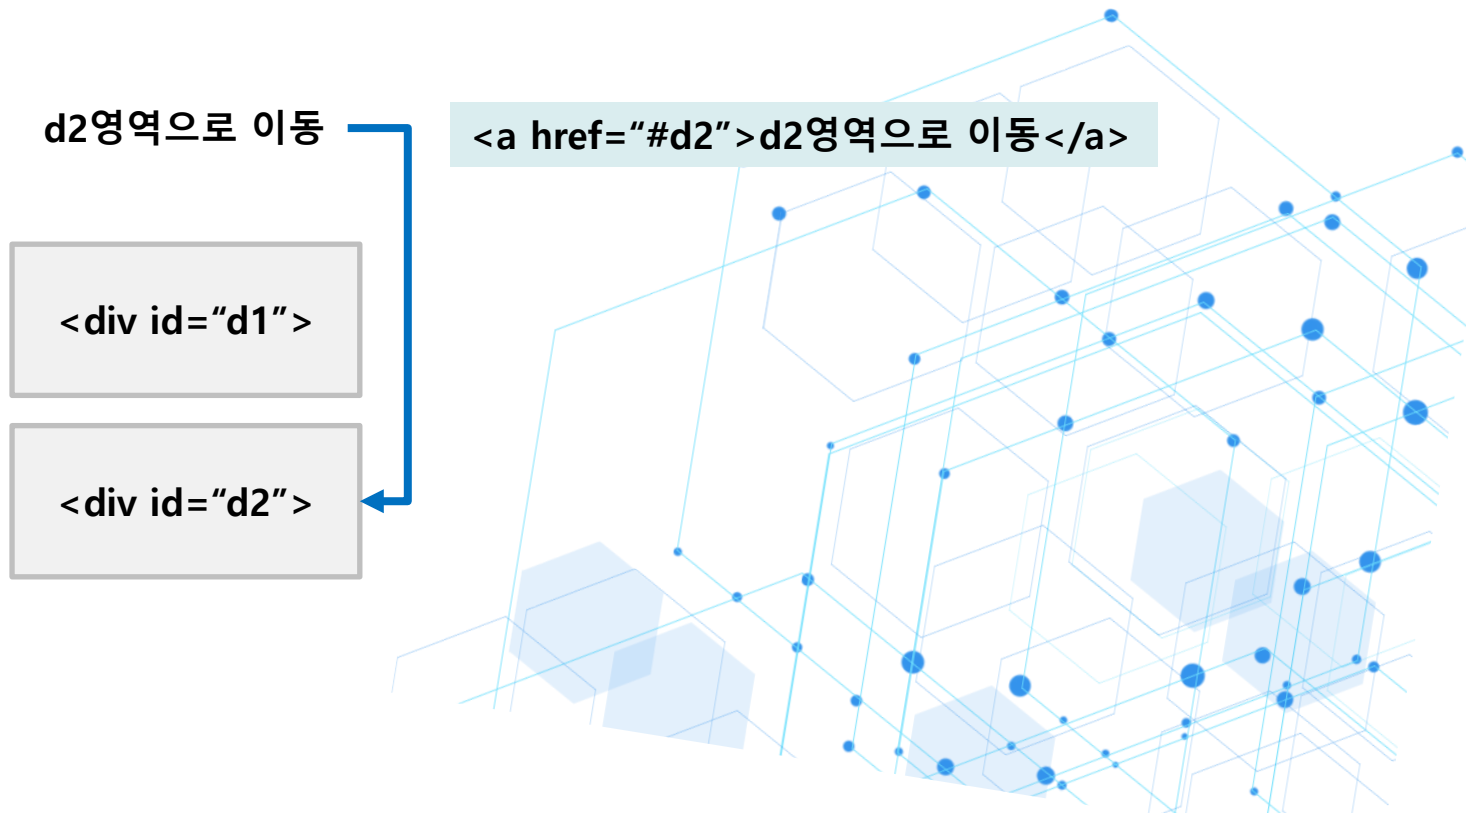 d2영역으로 이동
<a href=“#d2”>d2영역으로 이동</a>
<div id=“d1”>
<div id=“d2”>